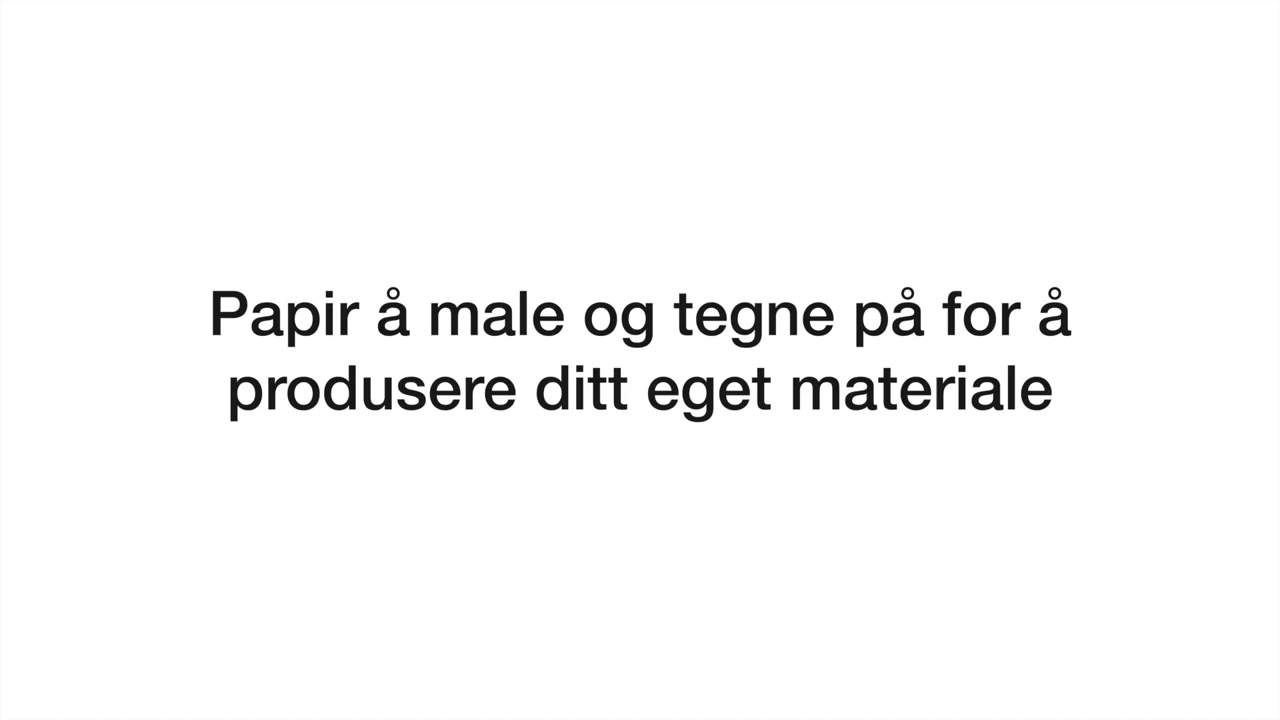 Papir å male og tegne på for å
produsere ditt eget materiale